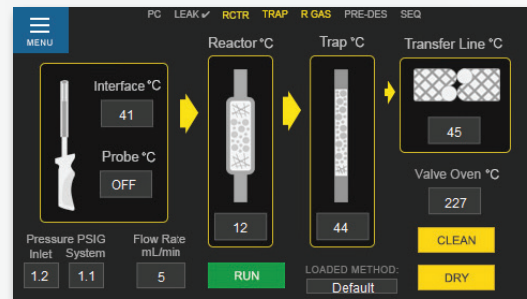 PC LEAK✔ RCTR TRAP R GAS PRE-DES SEQ
MENU
Reactor °C
Trap °C
Transfer Line °C
Interface °C
41
Probe °C
OFF
12
44
45
Valve Oven °C
227
Pressure PSIG
Inlet System
1.2 1.1
Flow Rate
mL/min
5
RUN
LOADED METHOD:
Default
CLEAN
DRY